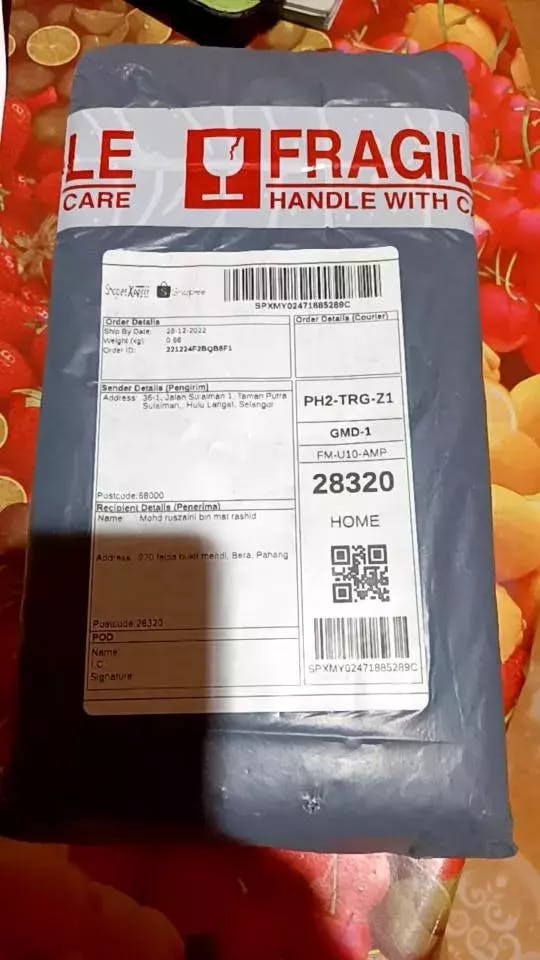 LE FRAGIL
CARE HANDLE WITH C
Shopee Xpress Shopee
SPXMY02471885289C
Order Details
Ship By Date: 28-12-2022
Weight (kg): 0.68
Order ID: 221224F2BQB8F1
Order Details (Courier)
Sender Details (Pengirim)
Address: 36-1, Jalan Sulaiman 1, Taman Putra
Sulaiman,, Hulu Langat, Selangor
Postcode:68000
PH2-TRG-Z1
GMD-1
FM-U10-AMP
28320
HOME
Recipient Details (Penerima)
Name: Mohd ruszaini bin mat rashid
Address: 070 felda bukit mendi, Bera, Pahang
Postcode:28320
POD
Name:
I.C:
Signature:
SPXMY02471885289C